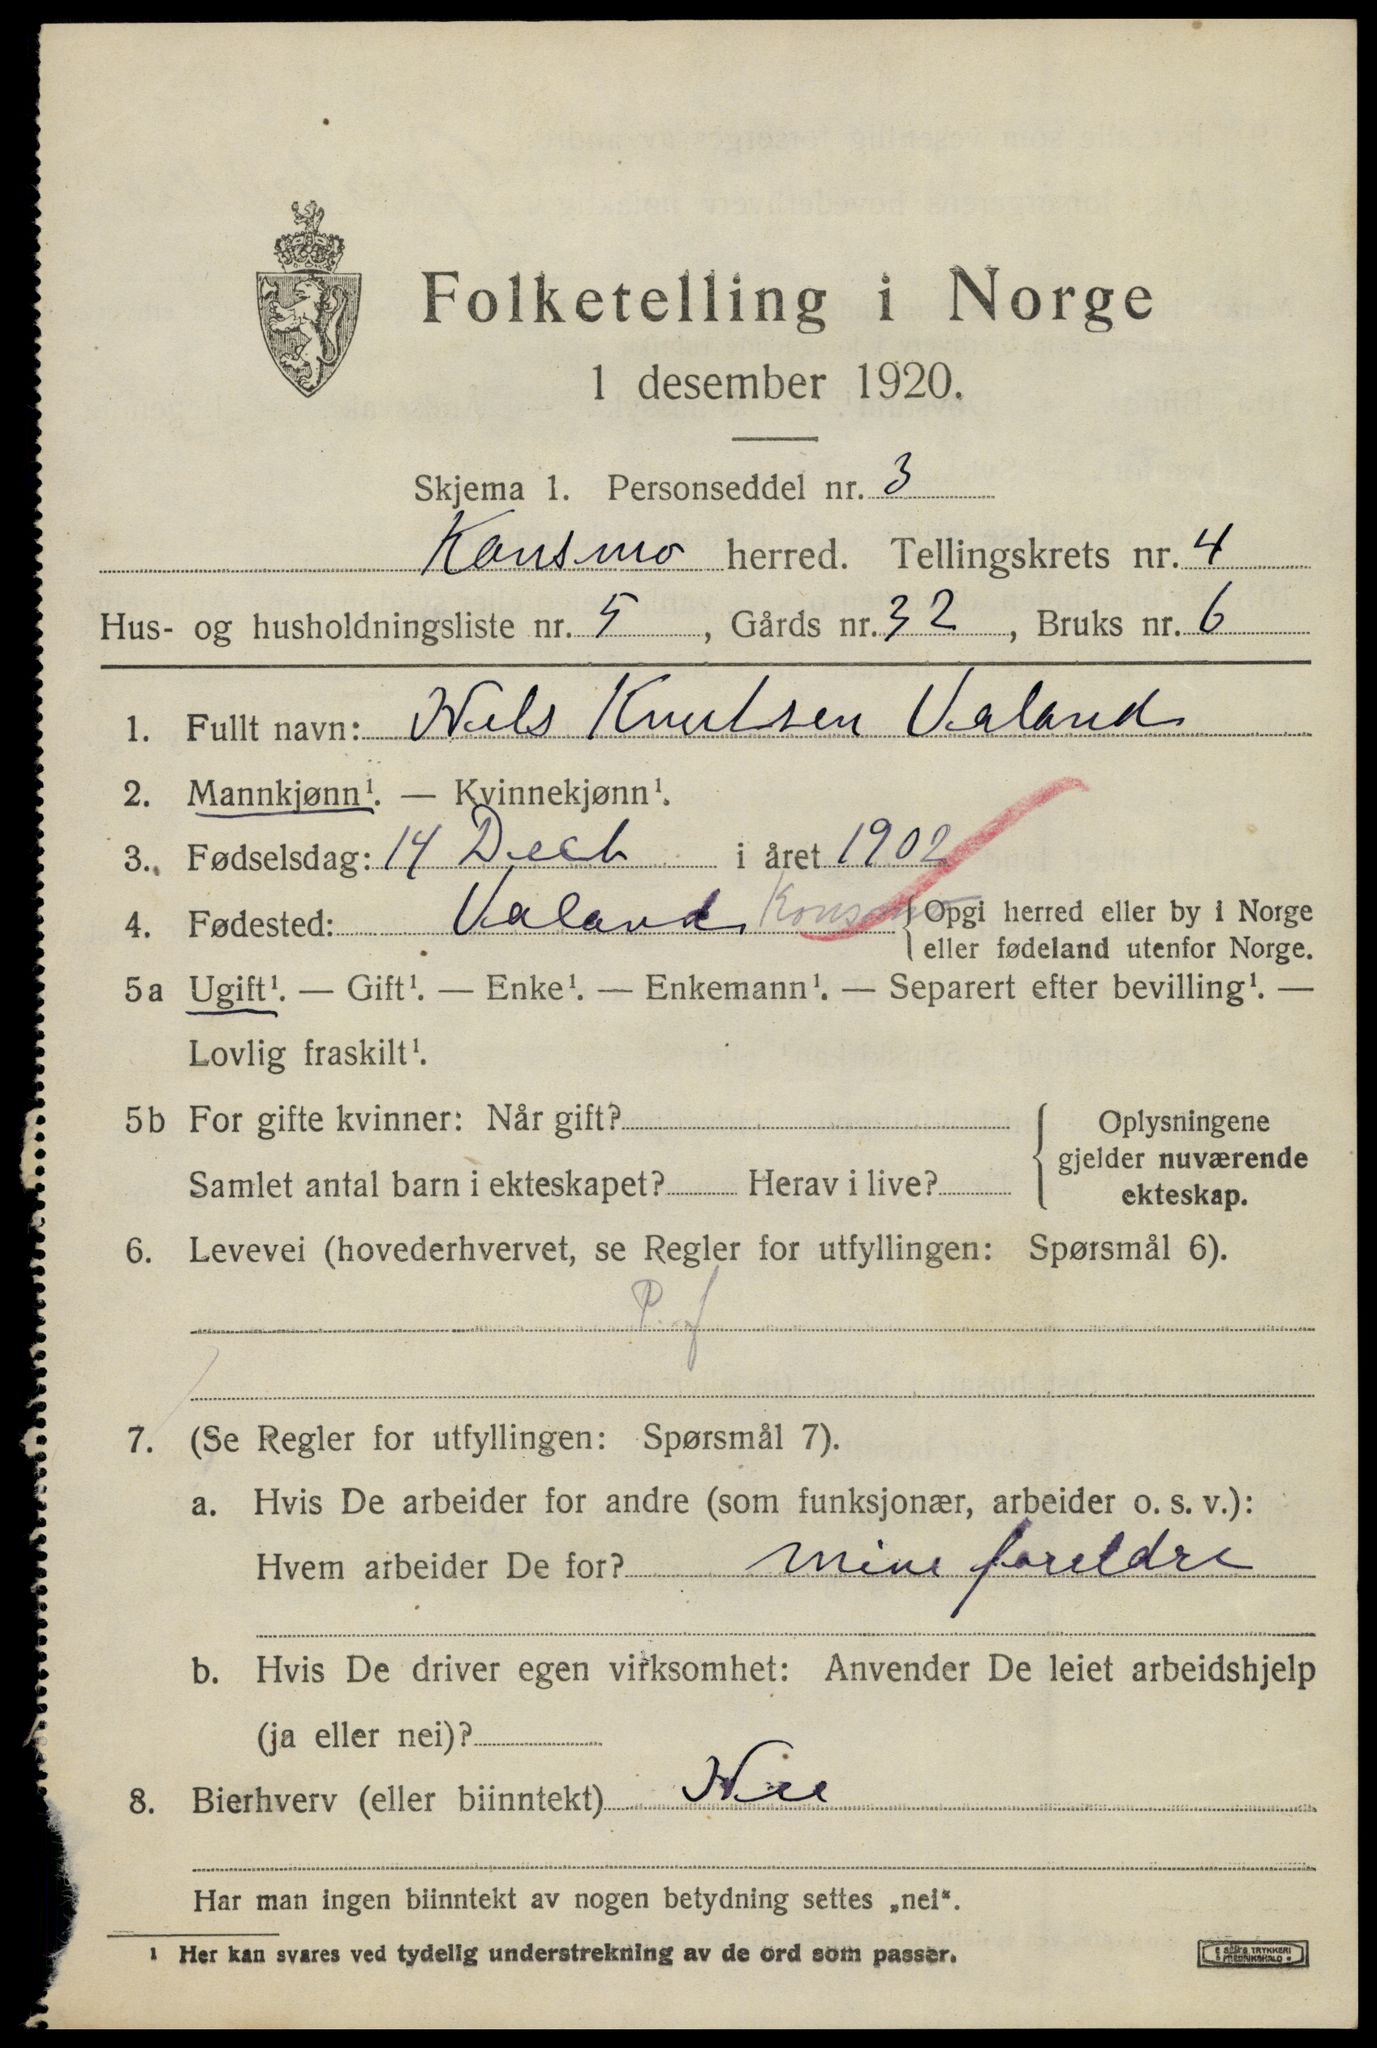 Folketelling i Norge
1 desember 1920.
Skjema 1. Personseddel nr. 3
Konsmo herred. Tellingskrets nr. 4
Hus- og husholdningsliste nr. 5, Gårds nr. 32, Bruks nr. 6
1. Fullt navn: Nils Knutsen Valand
2. Mannkjønn¹. — Kvinnekjønn¹.
3. Fødselsdag: 14 Decb i året 1902
4. Fødested: Valand Konsmo { Opgi herred eller by i Norge
eller fødeland utenfor Norge.
5a Ugift¹. — Gift¹. — Enke¹. — Enkemann¹. — Separert efter bevilling¹. —
Lovlig fraskilt¹.
5b For gifte kvinner: Når gift?
Samlet antal barn i ekteskapet? Herav i live?
Oplysningene
gjelder nuværende
ekteskap.
6. Levevei (hovederhvervet, se Regler for utfyllingen: Spørsmål 6).
P. f
7. (Se Regler for utfyllingen: Spørsmål 7).
a. Hvis De arbeider for andre (som funksjonær, arbeider o. s. v.):
Hvem arbeider De for? mine foreldre
b. Hvis De driver egen virksomhet: Anvender De leiet arbeidshjelp
(ja eller nei)?
8. Bierhverv (eller biinntekt) Nei
Har man ingen biinntekt av nogen betydning settes „nei".
¹ Her kan svares ved tydelig understrekning av de ord som passer.